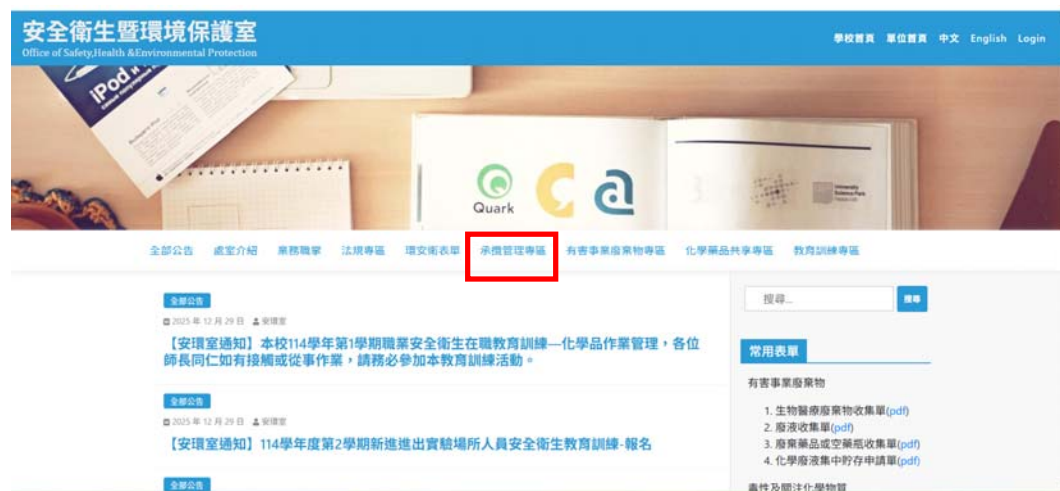 安全衛生暨環境保護室
Office of Safety,Health &Environmental Protection
學校首頁 單位首頁 中文 English Login
iPod
Quark
全部公告 處室介紹 業務職掌 法規專區 環安衛表單 承攬管理專區 有害事業廢棄物專區 化學藥品共享專區 教育訓練專區
全部公告
2025 年 12 月 29 日 安環室
【安環室通知】本校114學年第1學期職業安全衛生在職教育訓練—化學品作業管理，各位
師長同仁如有接觸或從事作業，請務必參加本教育訓練活動。
全部公告
2025 年 12 月 29 日 安環室
【安環室通知】114學年度第2學期新進進出實驗場所人員安全衛生教育訓練-報名
全部公告
搜尋... 搜尋
常用表單
有害事業廢棄物
1. 生物醫療廢棄物收集單(pdf)
2. 廢液收集單(pdf)
3. 廢棄藥品或空藥瓶收集單(pdf)
4. 化學廢液集中貯存申請單(pdf)
毒性及關注化學物質